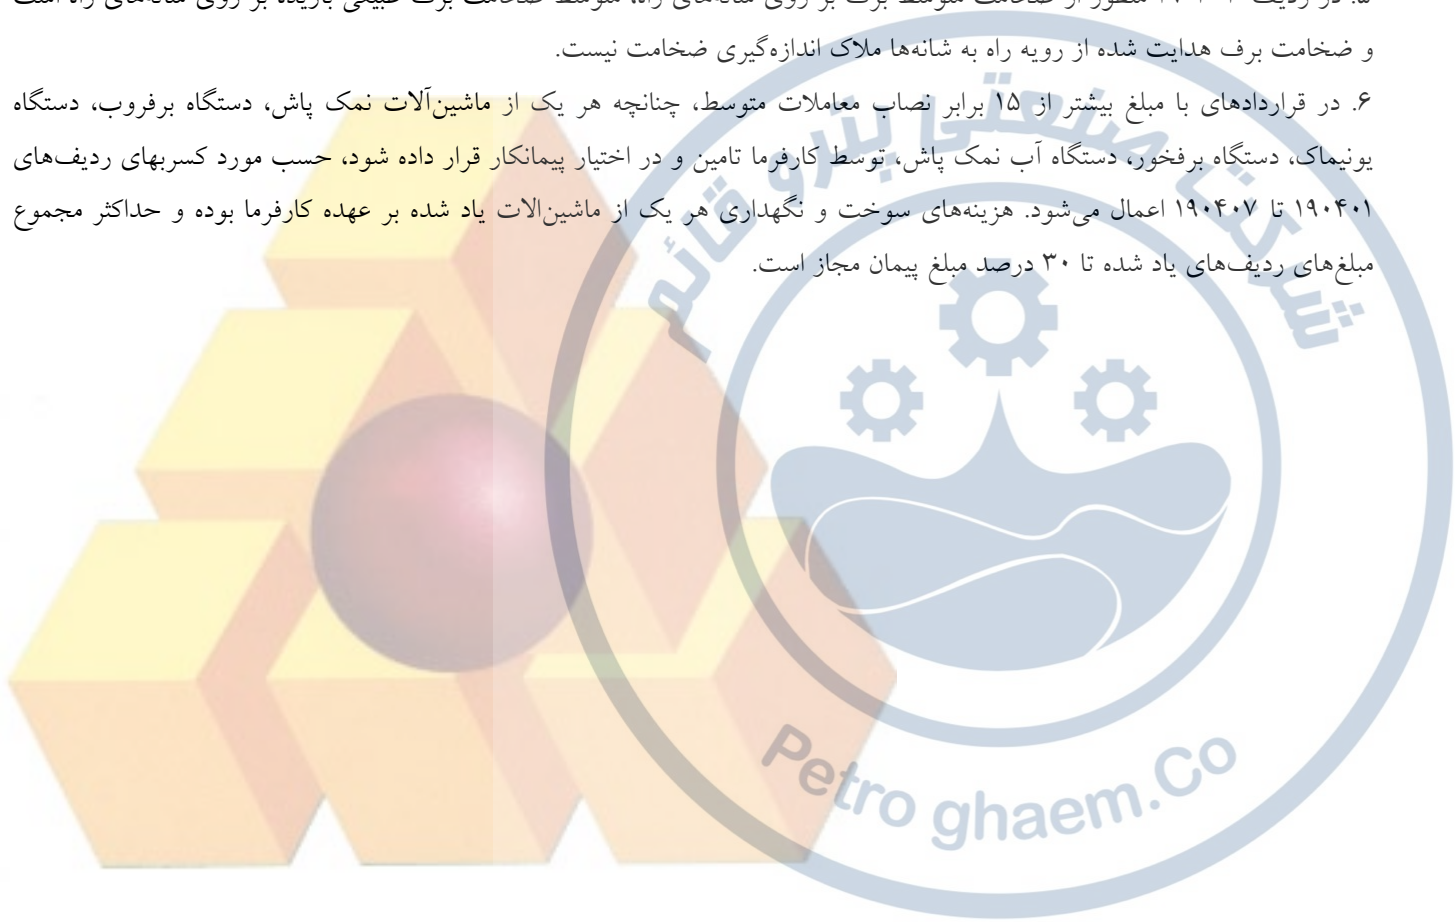 و ضخامت برف هدایت شده از رویه راه به شانه‌ها ملاک اندازه‌گیری ضخامت نیست.
۶. در قراردادهای با مبلغ بیشتر از ۱۵ برابر نصاب معاملات متوسط، چنانچه هر یک از ماشین‌آلات نمک پاش، دستگاه برفروب، دستگاه
یونیماک، دستگاه برفخور، دستگاه آب نمک پاش، توسط کارفرما تامین و در اختیار پیمانکار قرار داده شود، حسب مورد کسربهای ردیف‌های
۱۹۰۴۰۱ تا ۱۹۰۴۰۷ اعمال می‌شود. هزینه‌های سوخت و نگهداری هر یک از ماشین‌الات یاد شده بر عهده کارفرما بوده و حداکثر مجموع
مبلغ‌های ردیف‌های یاد شده تا ۳۰ درصد مبلغ پیمان مجاز است.
شرکت صنعتی پترو قائم
Petro ghaem.Co